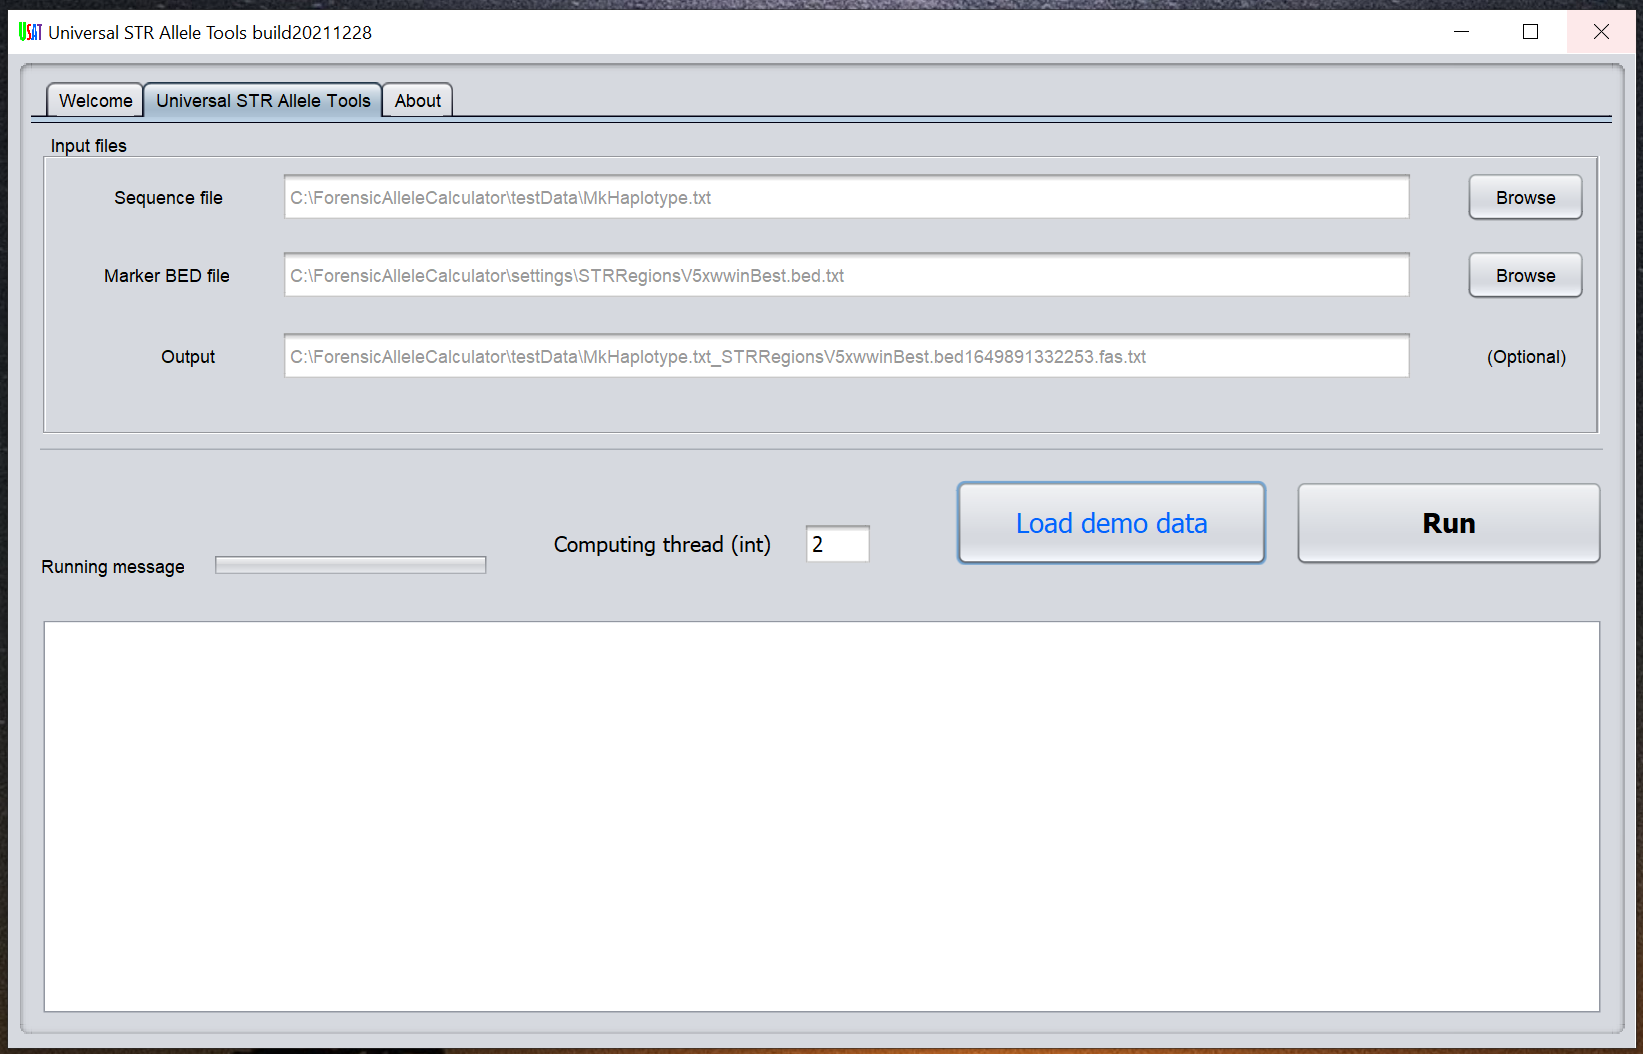 USAT Universal STR Allele Tools build20211228
Welcome Universal STR Allele Tools About
Input files
Sequence file C:\ForensicAlleleCalculator\testData\MkHaplotype.txt Browse
Marker BED file C:\ForensicAlleleCalculator\settings\STRRegionsV5xwwinBest.bed.txt Browse
Output C:\ForensicAlleleCalculator\testData\MkHaplotype.txt_STRRegionsV5xwwinBest.bed1649891332253.fas.txt (Optional)
Load demo data Run
Computing thread (int) 2
Running message